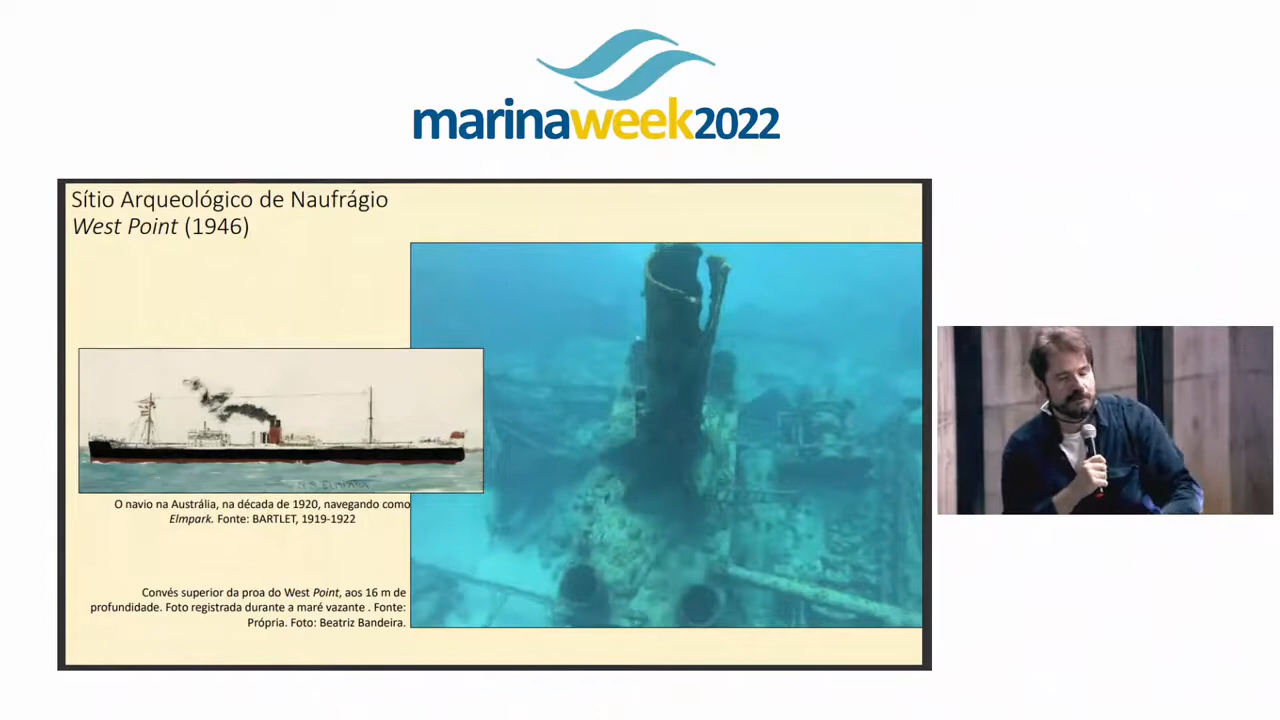 marinaweek2022
Sítio Arqueológico de Naufrágio
West Point (1946)
O navio na Austrália, na década de 1920, navegando como
Elmpark. Fonte: BARTLET, 1919-1922
Convés superior da proa do West Point, aos 16 m de
profundidade. Foto registrada durante a maré vazante . Fonte:
Própria. Foto: Beatriz Bandeira.